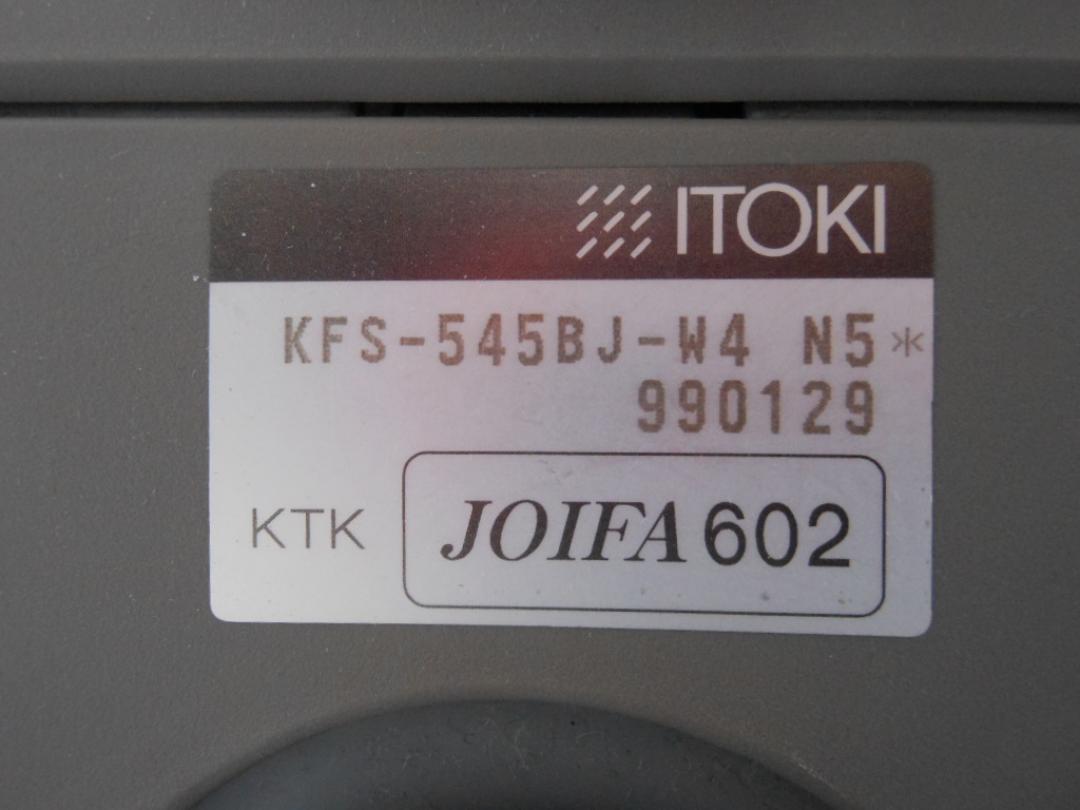 ITOKI
KFS-545BJ-W4 N5*
990129
KTK
JOIFA 602